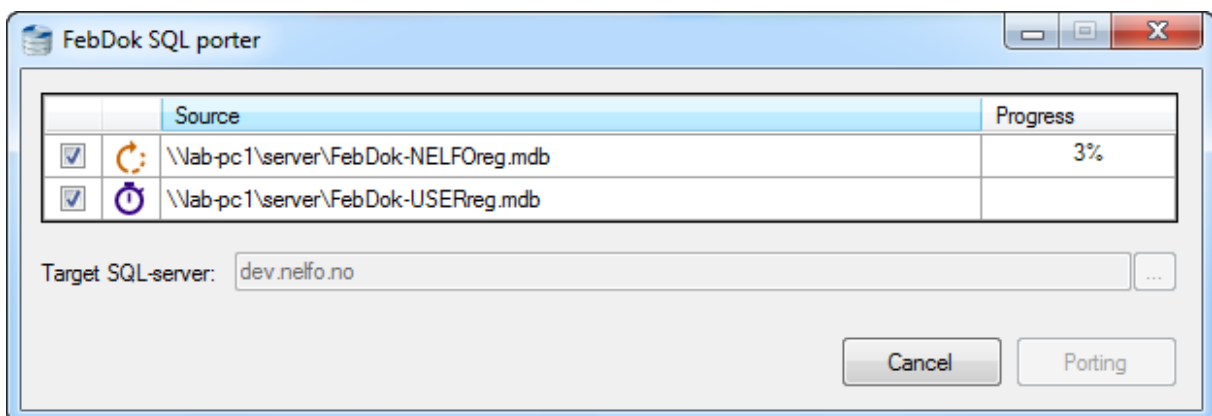 FebDok SQL porter
Source Progress
\\lab-pc1\server\FebDok-NELFOreg.mdb 3%
\\lab-pc1\server\FebDok-USERreg.mdb
Target SQL-server: dev.nelfo.no ...
Cancel Porting